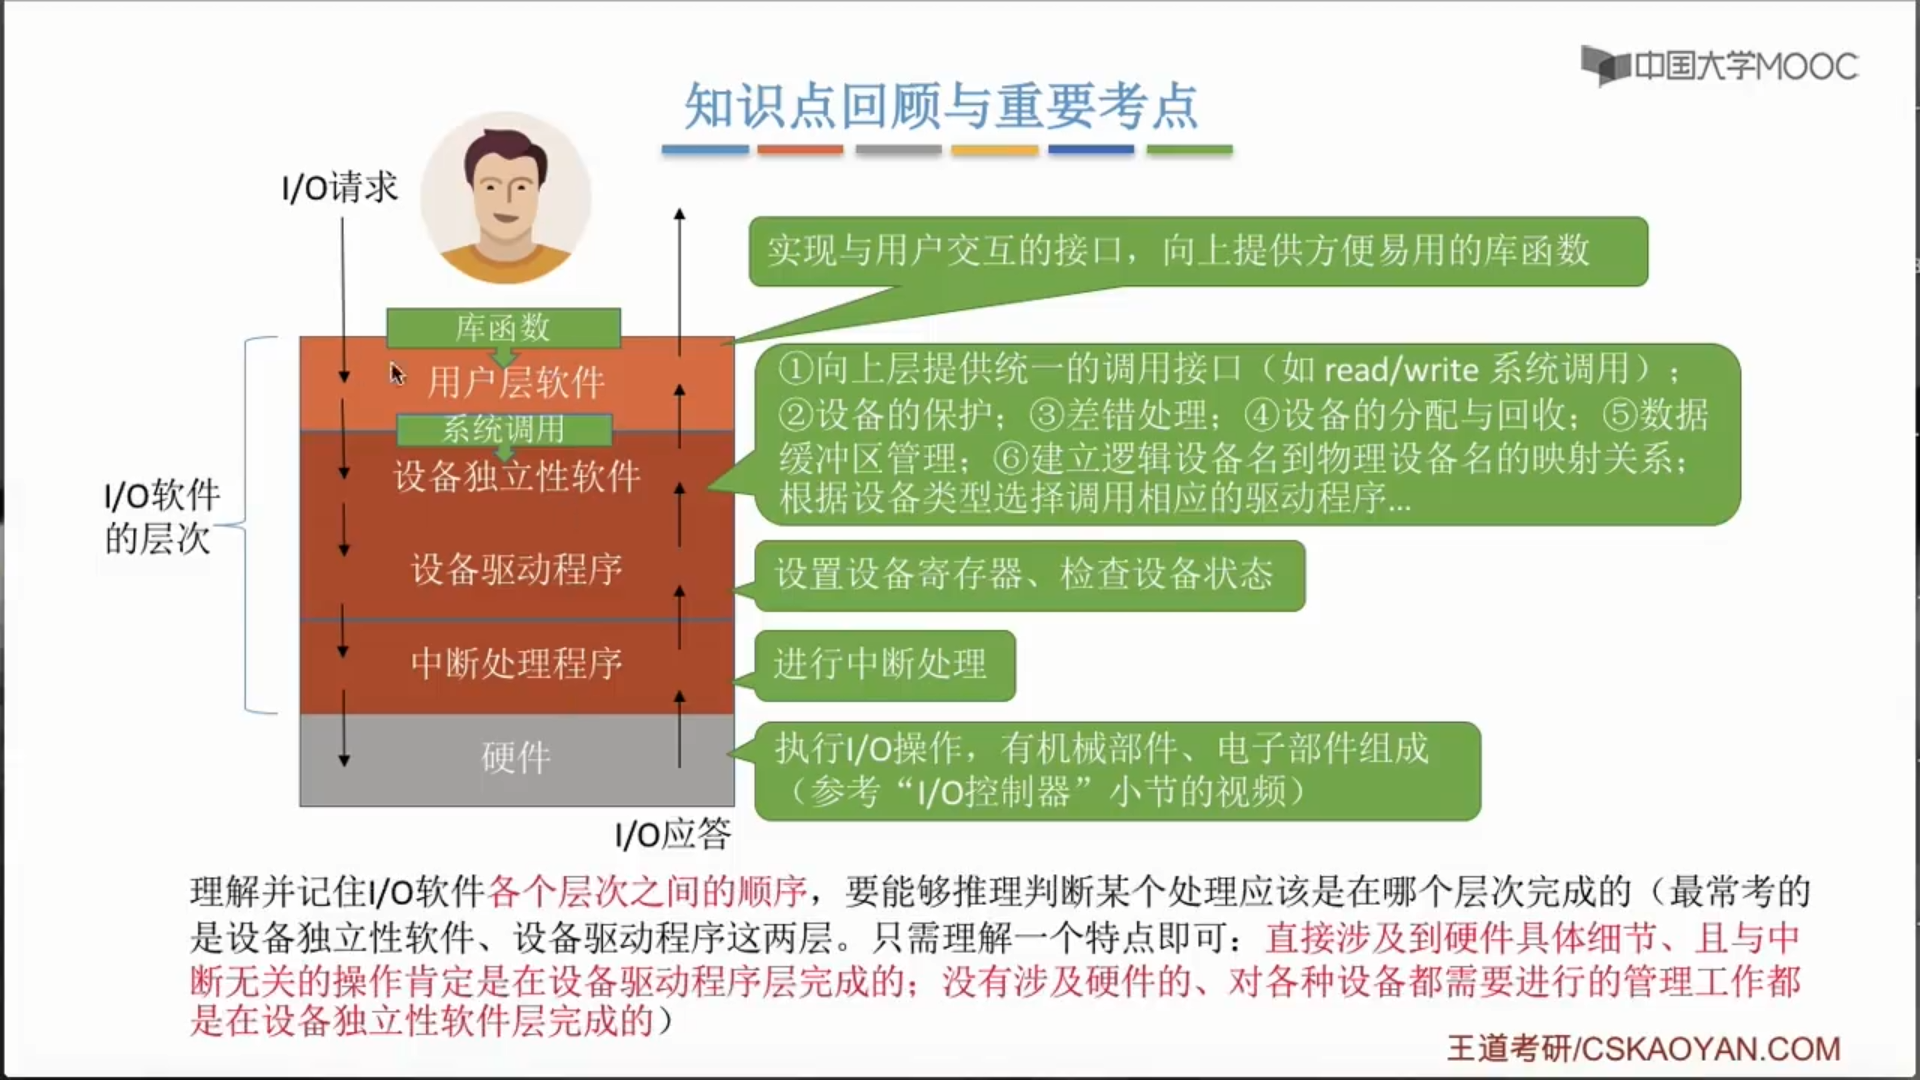 中国大学MOOC
知识点回顾与重要考点
I/O请求
实现与用户交互的接口，向上提供方便易用的库函数
库函数
用户层软件
系统调用
①向上层提供统一的调用接口（如 read/write 系统调用）；
②设备的保护；③差错处理；④设备的分配与回收；⑤数据
缓冲区管理；⑥建立逻辑设备名到物理设备名的映射关系；
根据设备类型选择调用相应的驱动程序...
设备独立性软件
I/O软件
的层次
设备驱动程序
设置设备寄存器、检查设备状态
中断处理程序
进行中断处理
硬件
执行I/O操作，有机械部件、电子部件组成
（参考“I/O控制器”小节的视频）
I/O应答
理解并记住I/O软件各个层次之间的顺序，要能够推理判断某个处理应该是在哪个层次完成的（最常考的
是设备独立性软件、设备驱动程序这两层。只需理解一个特点即可：直接涉及到硬件具体细节、且与中
断无关的操作肯定是在设备驱动程序层完成的；没有涉及硬件的、对各种设备都需要进行的管理工作都
是在设备独立性软件层完成的）
王道考研/CSKAOYAN.COM